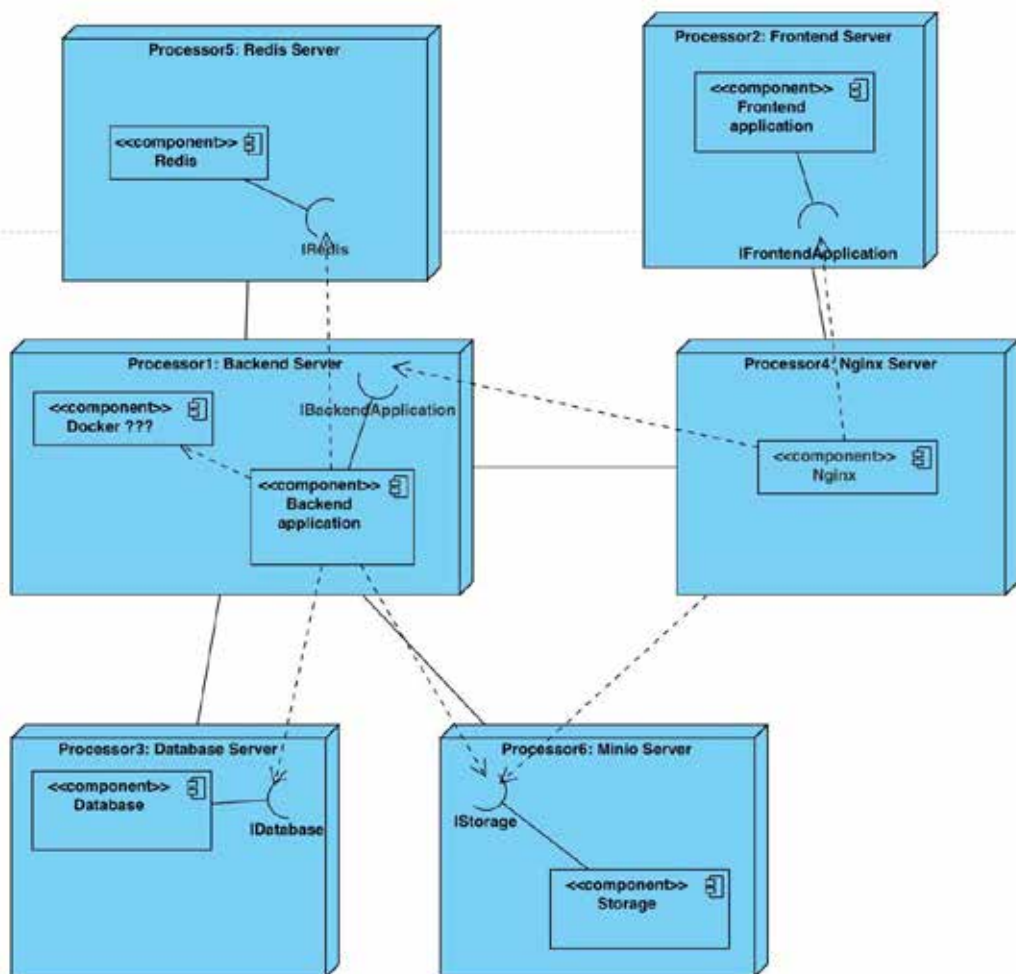 Processor5: Redis Server
<<component>>
Redis
IRedis
Processor2: Frontend Server
<<component>>
Frontend
application
IFrontendApplication
Processor1: Backend Server
<<component>>
Docker ???
IBackendApplication
<<component>>
Backend
application
Processor4: Nginx Server
<<component>>
Nginx
Processor3: Database Server
<<component>>
Database
IDatabase
Processor6: Minio Server
IStorage
<<component>>
Storage